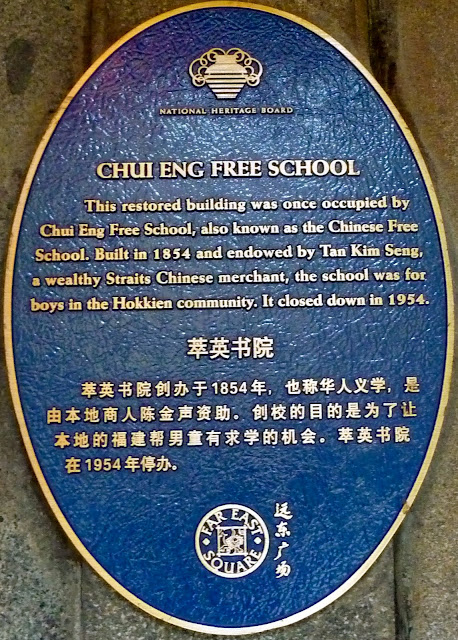 NATIONAL HERITAGE BOARD
CHUI ENG FREE SCHOOL
This restored building was once occupied by
Chui Eng Free School, also known as the Chinese Free
School. Built in 1854 and endowed by Tan Kim Seng,
a wealthy Straits Chinese merchant, the school was for
boys in the Hokkien community. It closed down in 1954.
萃英书院
萃英书院创办于1854年，也称华人义学，是
由本地商人陈金声资助。创校的目的是为了让
本地的福建帮男童有求学的机会。萃英书院
在1954年停办。
FAR EAST
SQUARE
远东广场